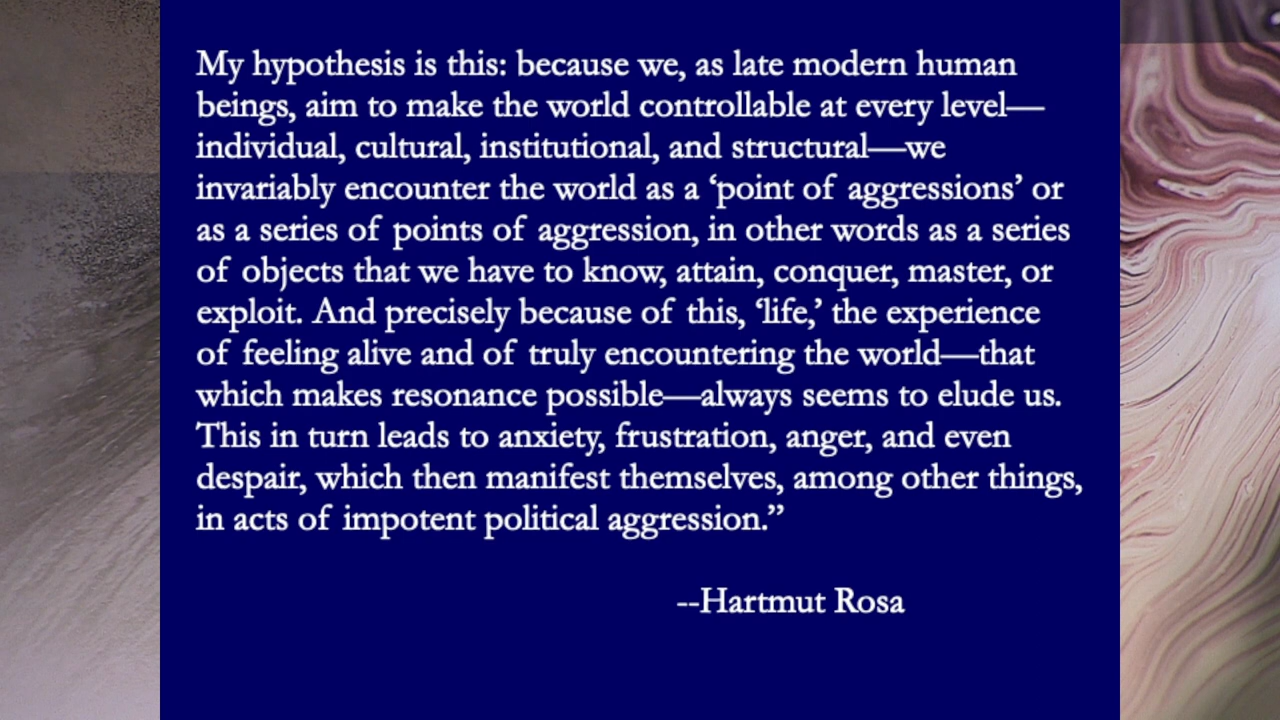 My hypothesis is this: because we, as late modern human
beings, aim to make the world controllable at every level—
individual, cultural, institutional, and structural—we
invariably encounter the world as a ‘point of aggressions’ or
as a series of points of aggression, in other words as a series
of objects that we have to know, attain, conquer, master, or
exploit. And precisely because of this, ‘life,’ the experience
of feeling alive and of truly encountering the world—that
which makes resonance possible—always seems to elude us.
This in turn leads to anxiety, frustration, anger, and even
despair, which then manifest themselves, among other things,
in acts of impotent political aggression.”
--Hartmut Rosa